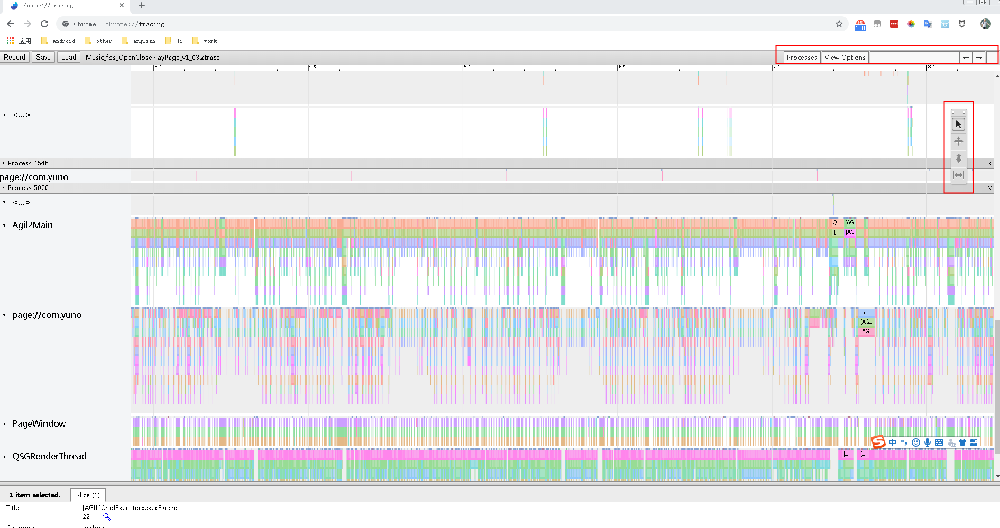 chrome://tracing
Chrome chrome://tracing
100
应用 Android other english JS work
Record Save Load Music_fps_OpenClosePlayPage_v1_03.atrace Processes View Options ← → »
3 s 4 s 5 s 6 s 7 s 8 s
<...>
Process 4548 X
page://com.yuno
Process 5066 X
<...>
Agil2Main
Q... [AG
[... [AG
page://com.yuno
c...
[AG...
[AG...
PageWindow
中
QSGRenderThread
[... [...
1 item selected. Slice (1)
Title [AGIL]CmdExecuter::execBatch:
22
Category android